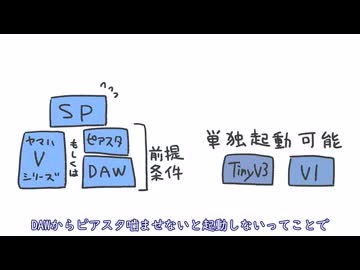 SP
ヤマハ
V
シリーズ
もしくは
ピアスタ
DAW
前提
条件
単独起動可能
TinyV3
V1
DAWからピアスタ噛ませないと起動しないってことで